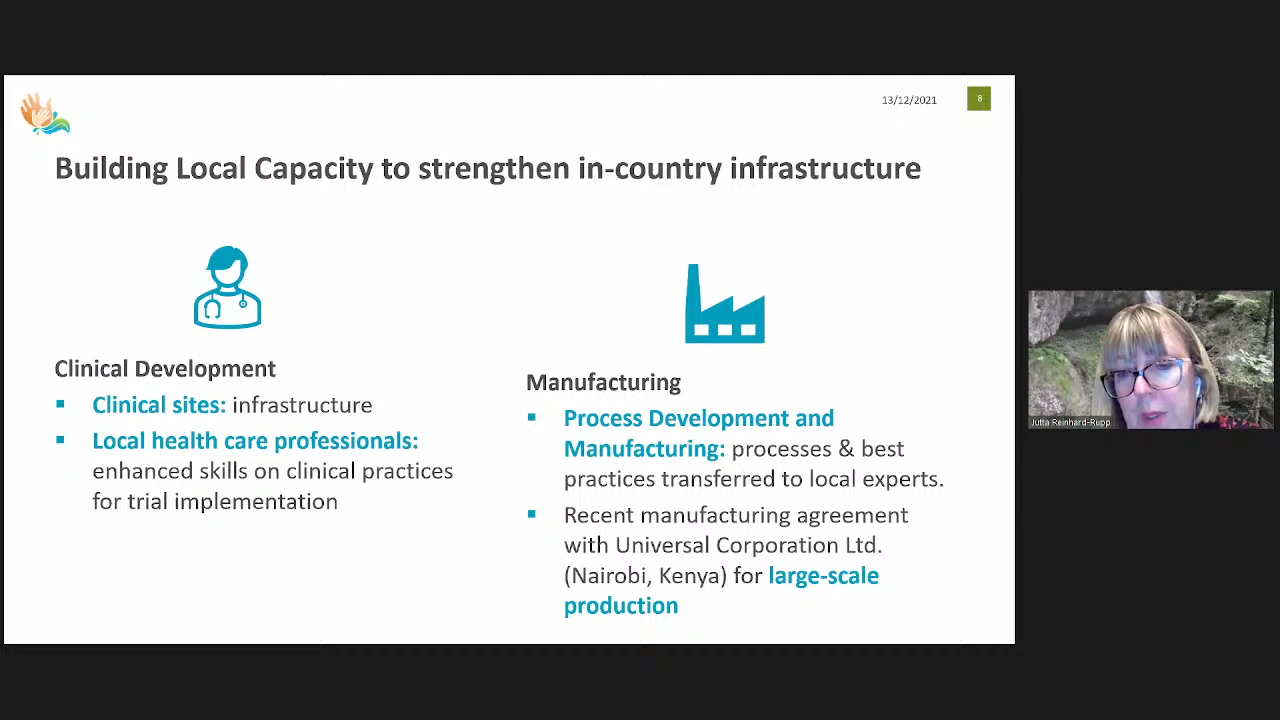 13/12/2021
8
Building Local Capacity to strengthen in-country infrastructure
Clinical Development
▪ Clinical sites: infrastructure
▪ Local health care professionals:
enhanced skills on clinical practices
for trial implementation
Manufacturing
▪ Process Development and
Manufacturing: processes & best
practices transferred to local experts.
▪ Recent manufacturing agreement
with Universal Corporation Ltd.
(Nairobi, Kenya) for large-scale
production
Jutta Reinhard-Rupp